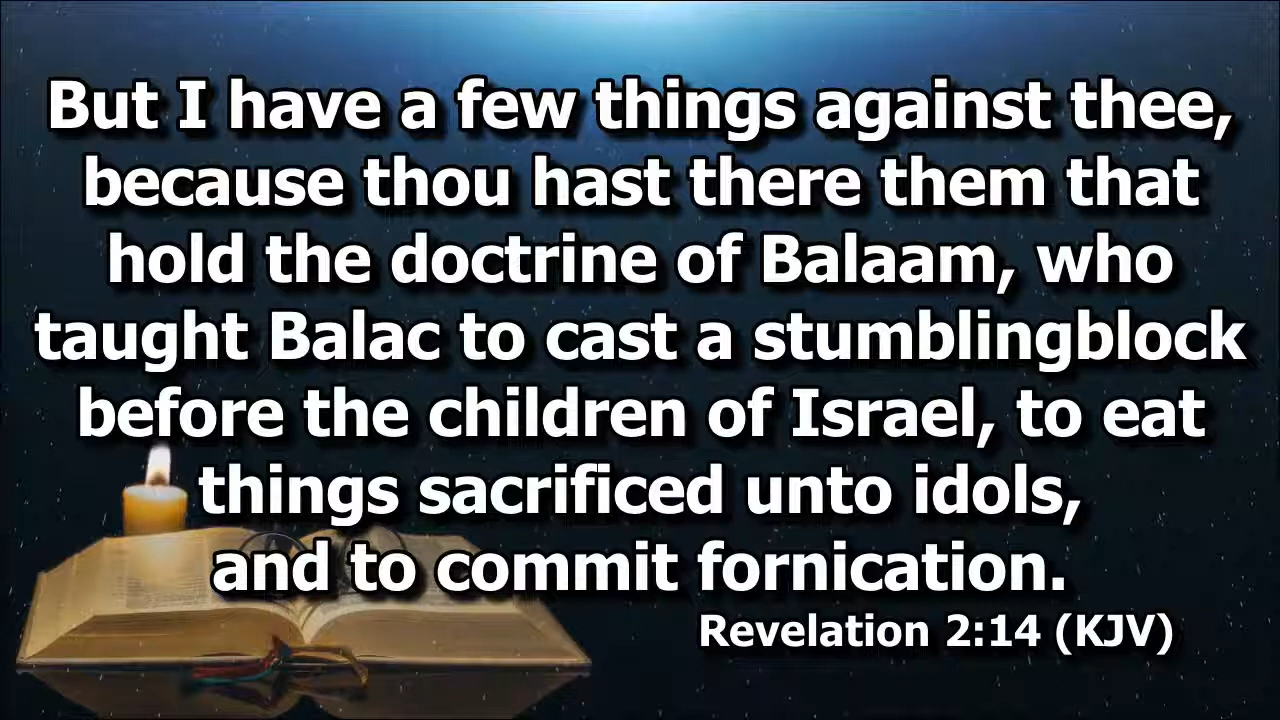 But I have a few things against thee,
because thou hast there them that
hold the doctrine of Balaam, who
taught Balac to cast a stumblingblock
before the children of Israel, to eat
things sacrificed unto idols,
and to commit fornication.
Revelation 2:14 (KJV)